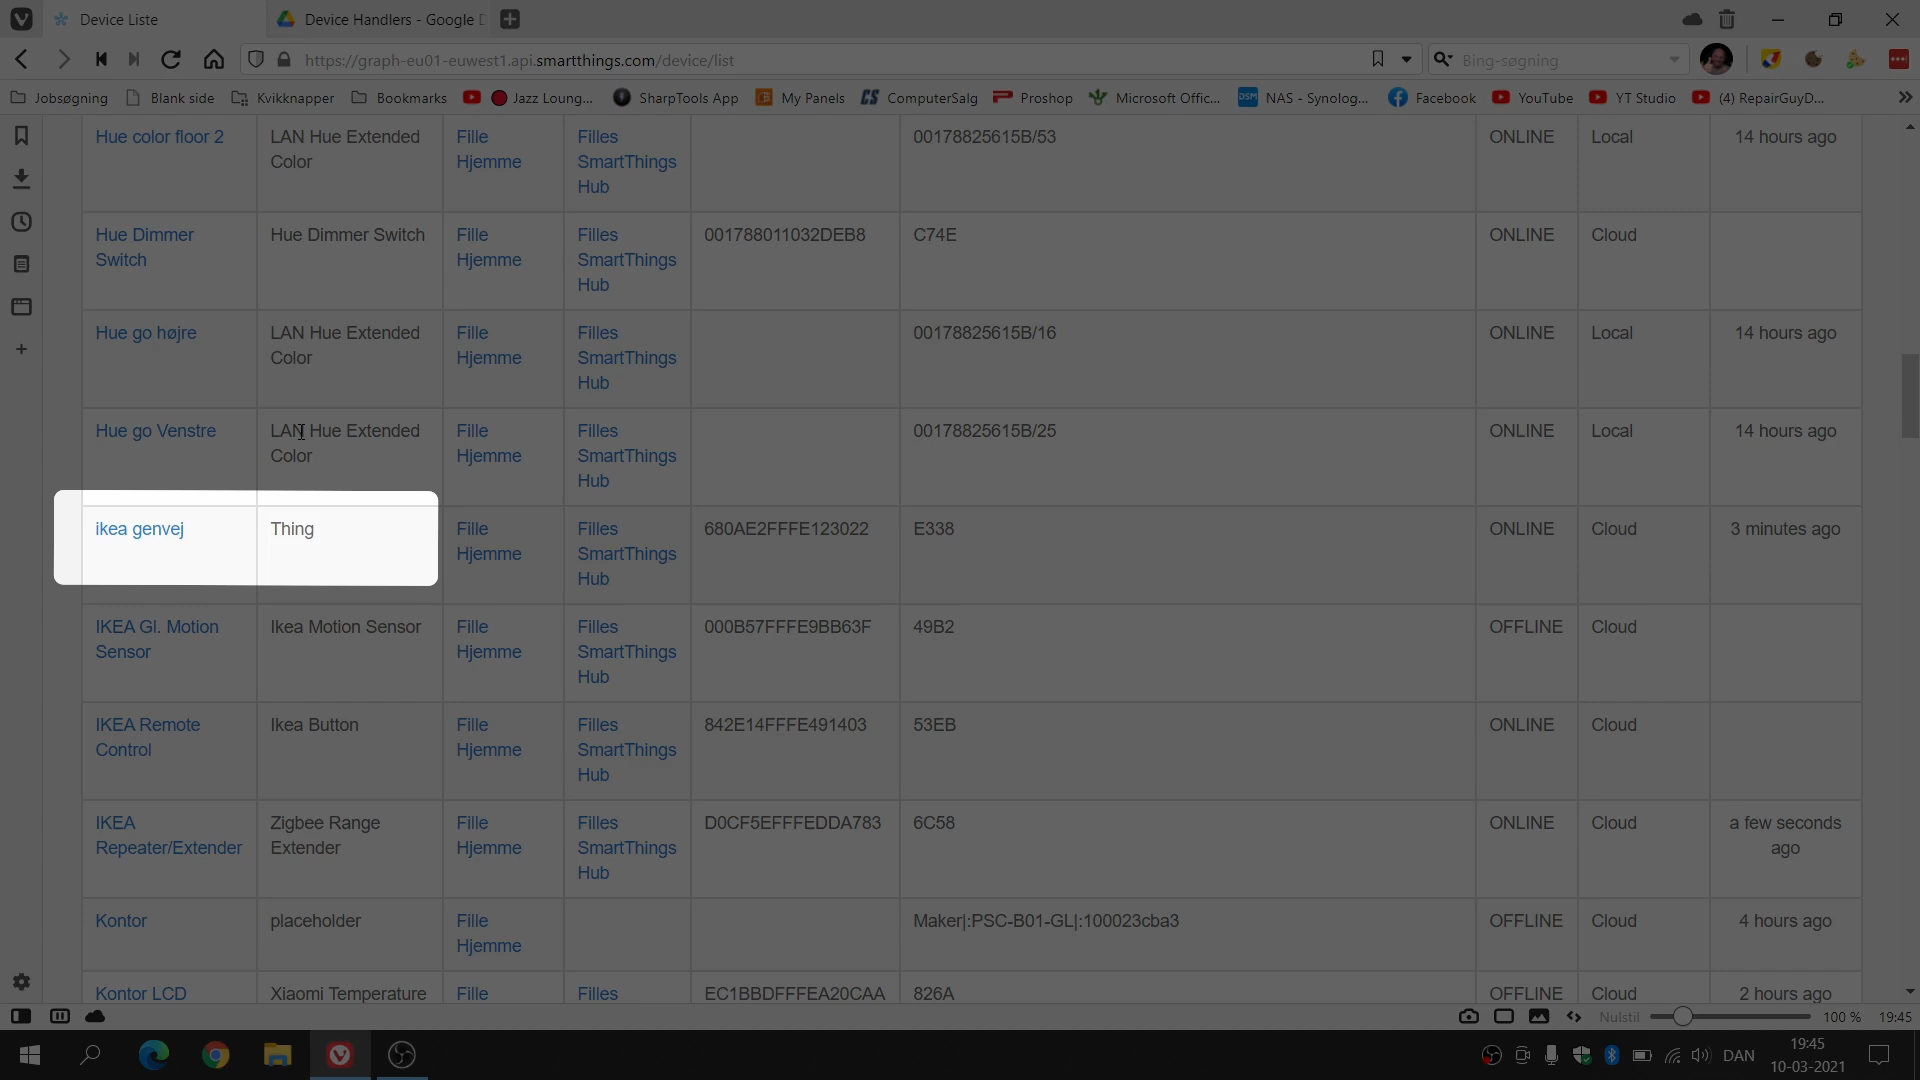 Device Liste
Device Handlers - Google D
https://graph-eu01-euwest1.api.smartthings.com/device/list
Bing-søgning
Jobsøgning
Blank side
Kvikknapper
Bookmarks
Jazz Loung...
SharpTools App
My Panels
CS ComputerSalg
Proshop
Microsoft Offic...
DSM NAS - Synolog...
Facebook
YouTube
YT Studio
(4) RepairGuyD...
Hue color floor 2
LAN Hue Extended
Color
Fille
Hjemme
Filles
SmartThings
Hub
00178825615B/53
ONLINE
Local
14 hours ago
Hue Dimmer
Switch
Hue Dimmer Switch
Fille
Hjemme
Filles
SmartThings
Hub
001788011032DEB8
C74E
ONLINE
Cloud
Hue go højre
LAN Hue Extended
Color
Fille
Hjemme
Filles
SmartThings
Hub
00178825615B/16
ONLINE
Local
14 hours ago
Hue go Venstre
LAN Hue Extended
Color
Fille
Hjemme
Filles
SmartThings
Hub
00178825615B/25
ONLINE
Local
14 hours ago
ikea genvej
Thing
Fille
Hjemme
Filles
SmartThings
Hub
680AE2FFFE123022
E338
ONLINE
Cloud
3 minutes ago
IKEA Gl. Motion
Sensor
Ikea Motion Sensor
Fille
Hjemme
Filles
SmartThings
Hub
000B57FFFE9BB63F
49B2
OFFLINE
Cloud
IKEA Remote
Control
Ikea Button
Fille
Hjemme
Filles
SmartThings
Hub
842E14FFFE491403
53EB
ONLINE
Cloud
IKEA
Repeater/Extender
Zigbee Range
Extender
Fille
Hjemme
Filles
SmartThings
Hub
D0CF5EFFFEDDA783
6C58
ONLINE
Cloud
a few seconds
ago
Kontor
placeholder
Fille
Hjemme
Maker|:PSC-B01-GL|:100023cba3
OFFLINE
Cloud
4 hours ago
Kontor LCD
Xiaomi Temperature
Fille
Filles
EC1BBDFFFEA20CAA
826A
OFFLINE
Cloud
2 hours ago
Nulstil
100 %
19:45
DAN
19:45
10-03-2021